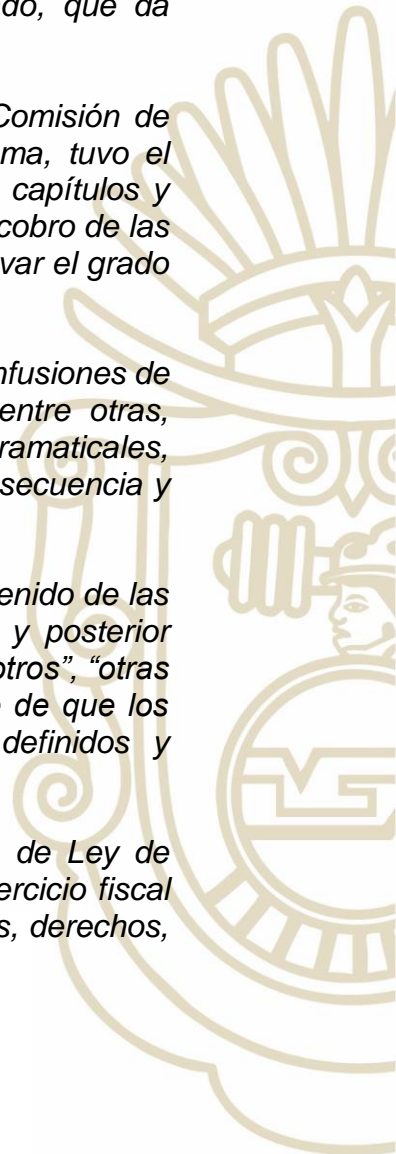 do, que da
Comisión de
ma, tuvo el
capítulos y
cobro de las
var el grado
nfusiones de
entre otras,
ramaticales,
secuencia y
enido de las
y posterior
otros”, “otras
de que los
definidos y
de Ley de
ercicio fiscal
s, derechos,